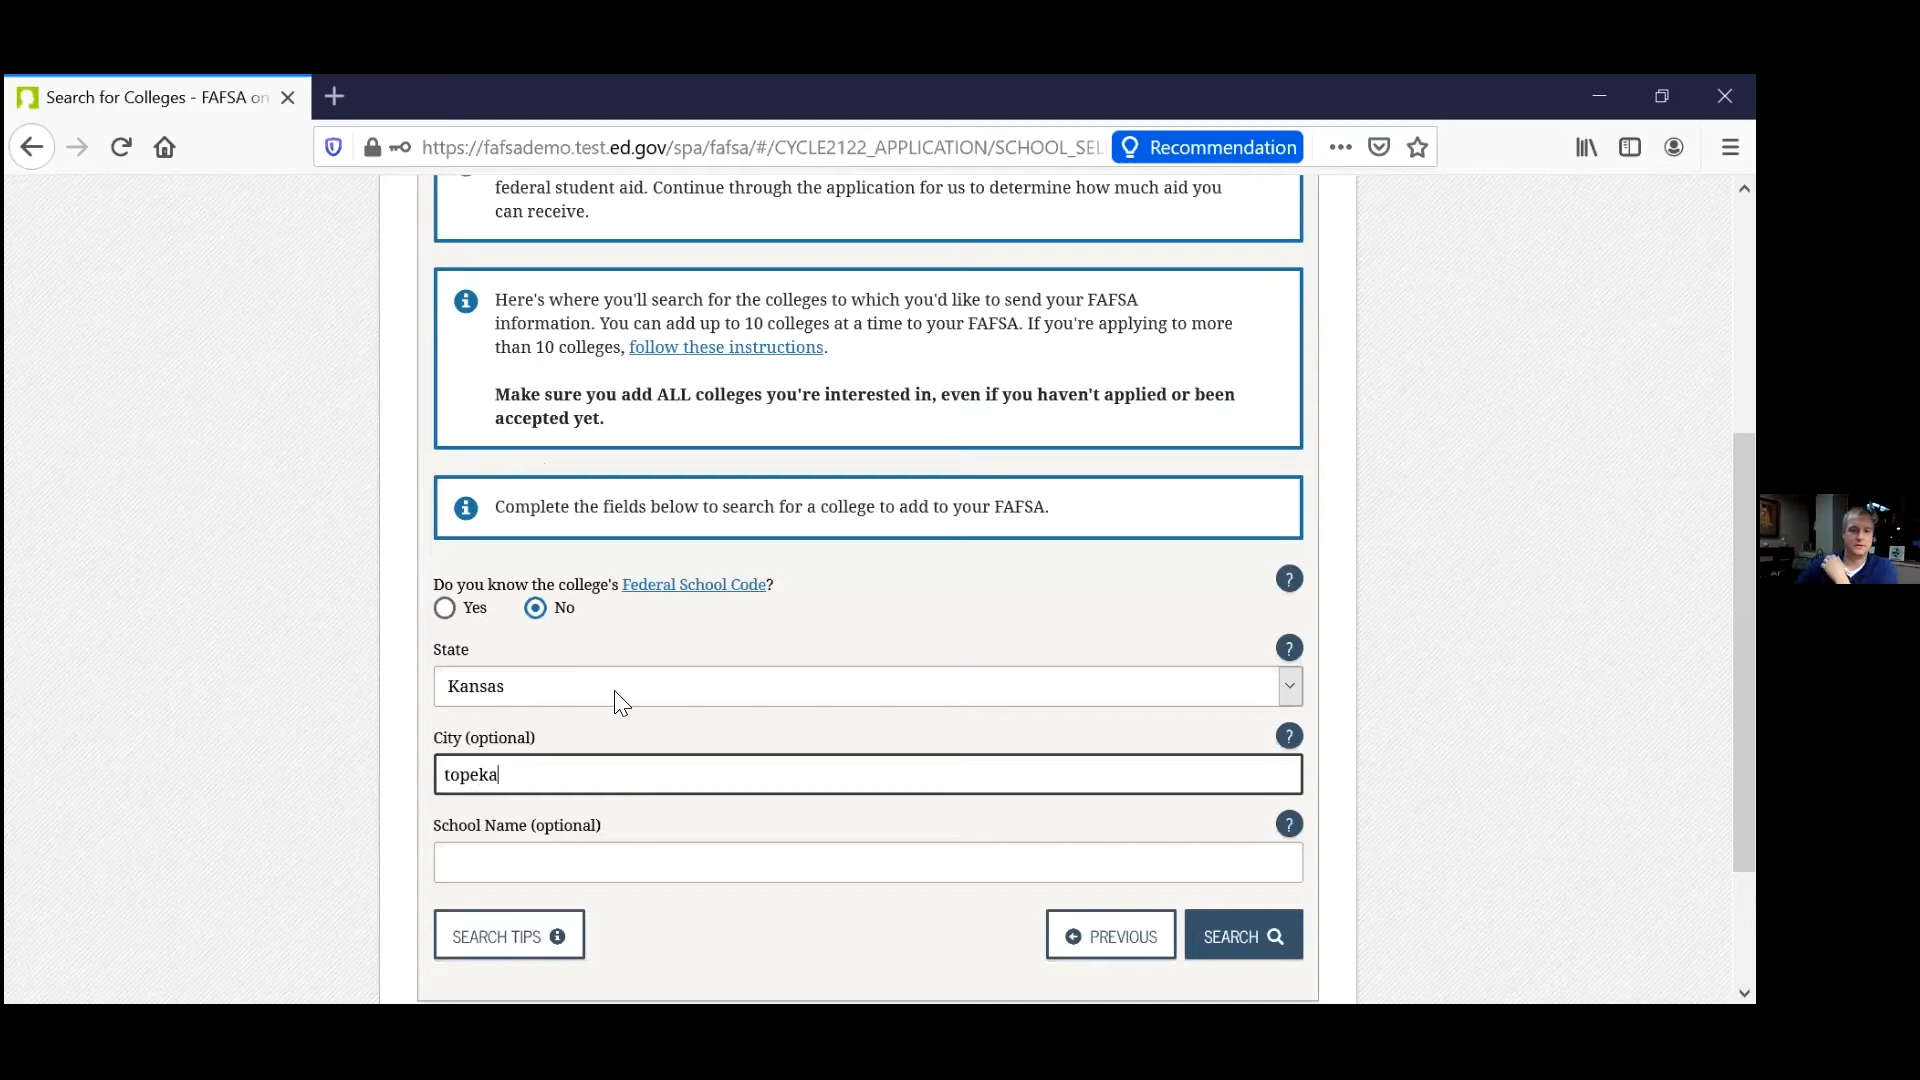 Search for Colleges - FAFSA on
https://fafsademo.test.ed.gov/spa/fafsa/#/CYCLE2122_APPLICATION/SCHOOL_SEL
Recommendation
federal student aid. Continue through the application for us to determine how much aid you
can receive.
Here's where you'll search for the colleges to which you'd like to send your FAFSA
information. You can add up to 10 colleges at a time to your FAFSA. If you're applying to more
than 10 colleges, follow these instructions.
Make sure you add ALL colleges you're interested in, even if you haven't applied or been
accepted yet.
Complete the fields below to search for a college to add to your FAFSA.
Do you know the college's Federal School Code?
Yes No
State
Kansas
City (optional)
topeka
School Name (optional)
SEARCH TIPS
PREVIOUS
SEARCH